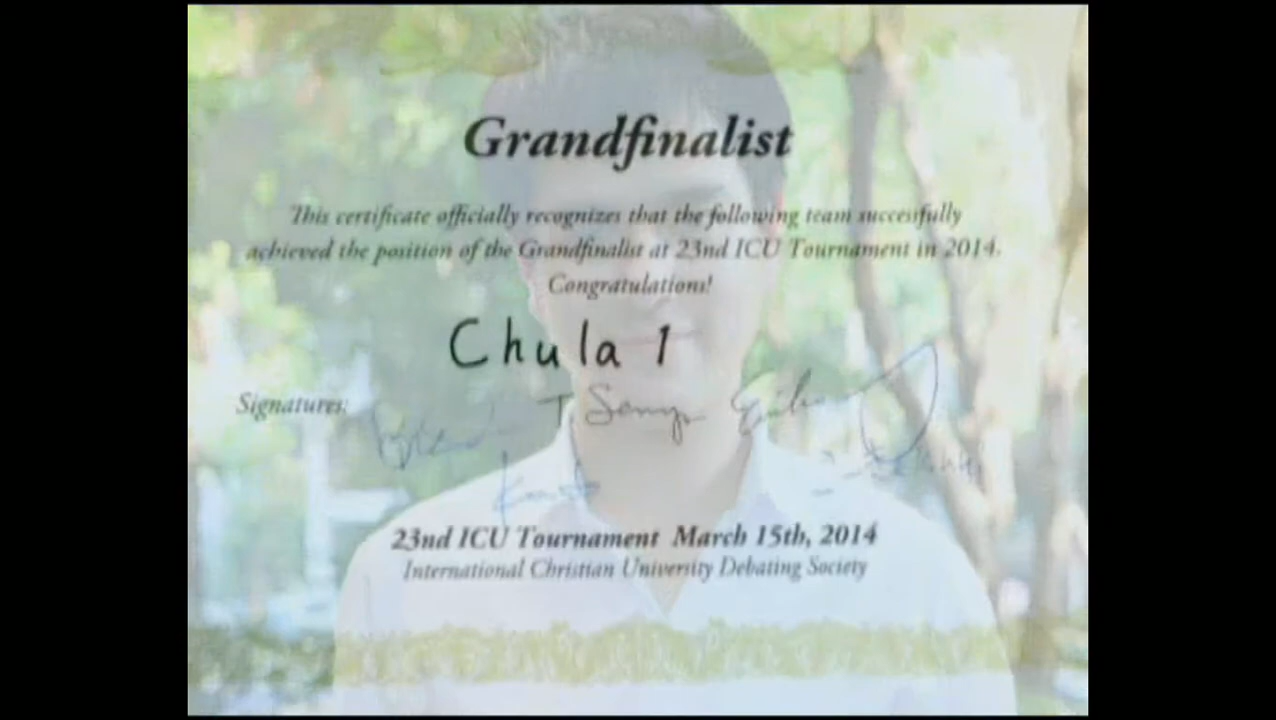 Grandfinalist
This certificate officially recognizes that the following team successfully
achieved the position of the Grandfinalist at 23nd ICU Tournament in 2014.
Congratulations!
Chula 1
Signatures:
23nd ICU Tournament March 15th, 2014
International Christian University Debating Society